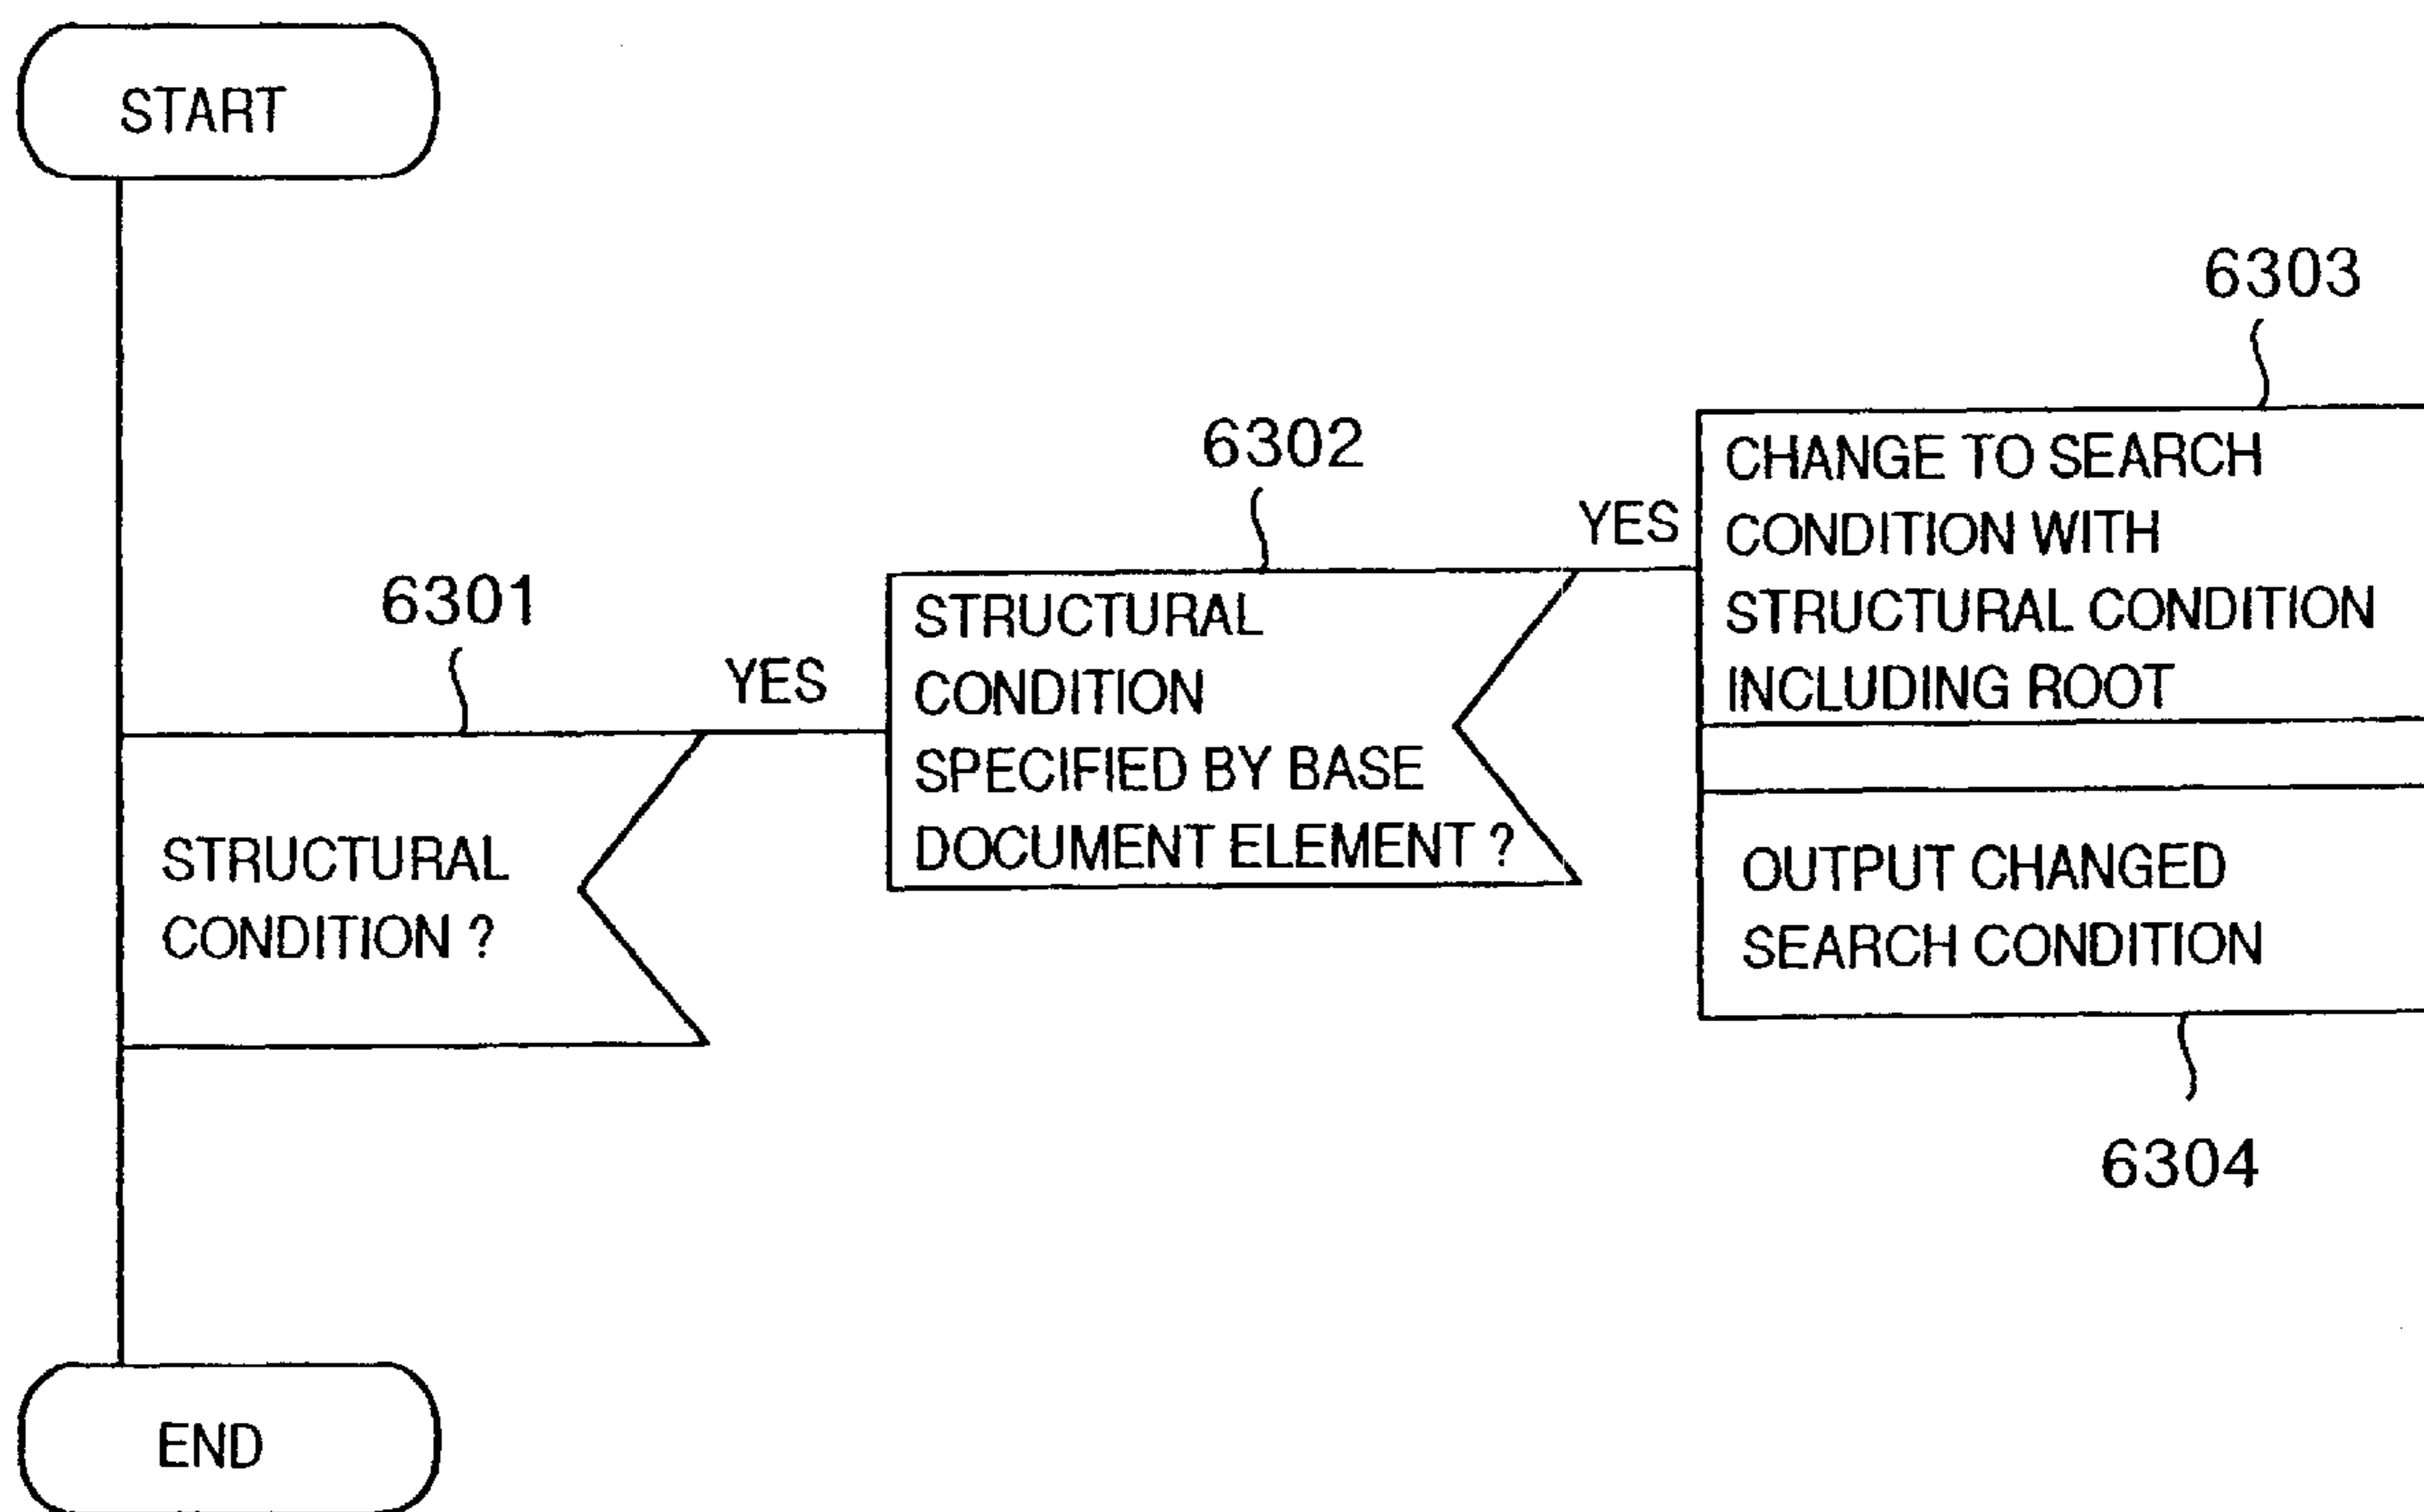 START
6301
STRUCTURAL
CONDITION ?
YES
6302
STRUCTURAL
CONDITION
SPECIFIED BY BASE
DOCUMENT ELEMENT ?
YES
6303
CHANGE TO SEARCH
CONDITION WITH
STRUCTURAL CONDITION
INCLUDING ROOT
OUTPUT CHANGED
SEARCH CONDITION
6304
END